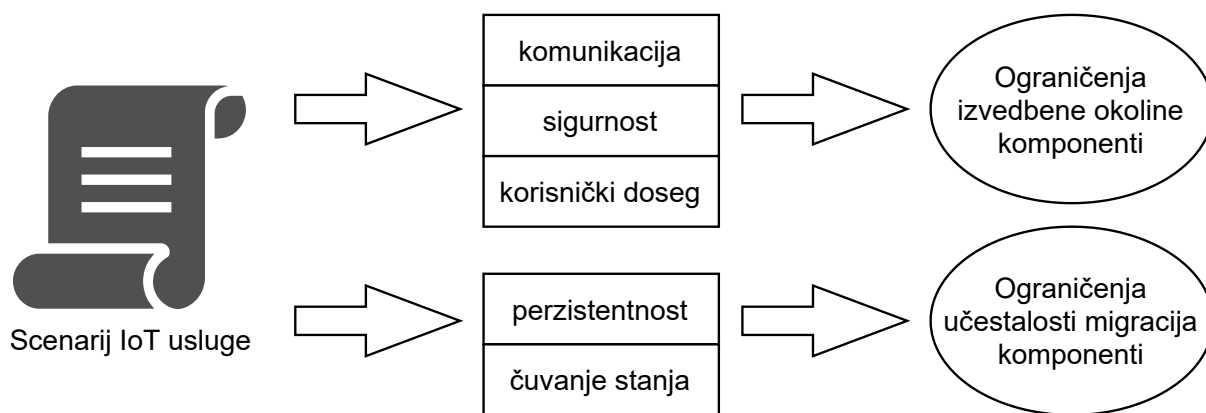 Scenarij IoT usluge
komunikacija
sigurnost
korisnički doseg
Ograničenja
izvedbene okoline
komponenti
perzistentnost
čuvanje stanja
Ograničenja
učestalosti migracija
komponenti